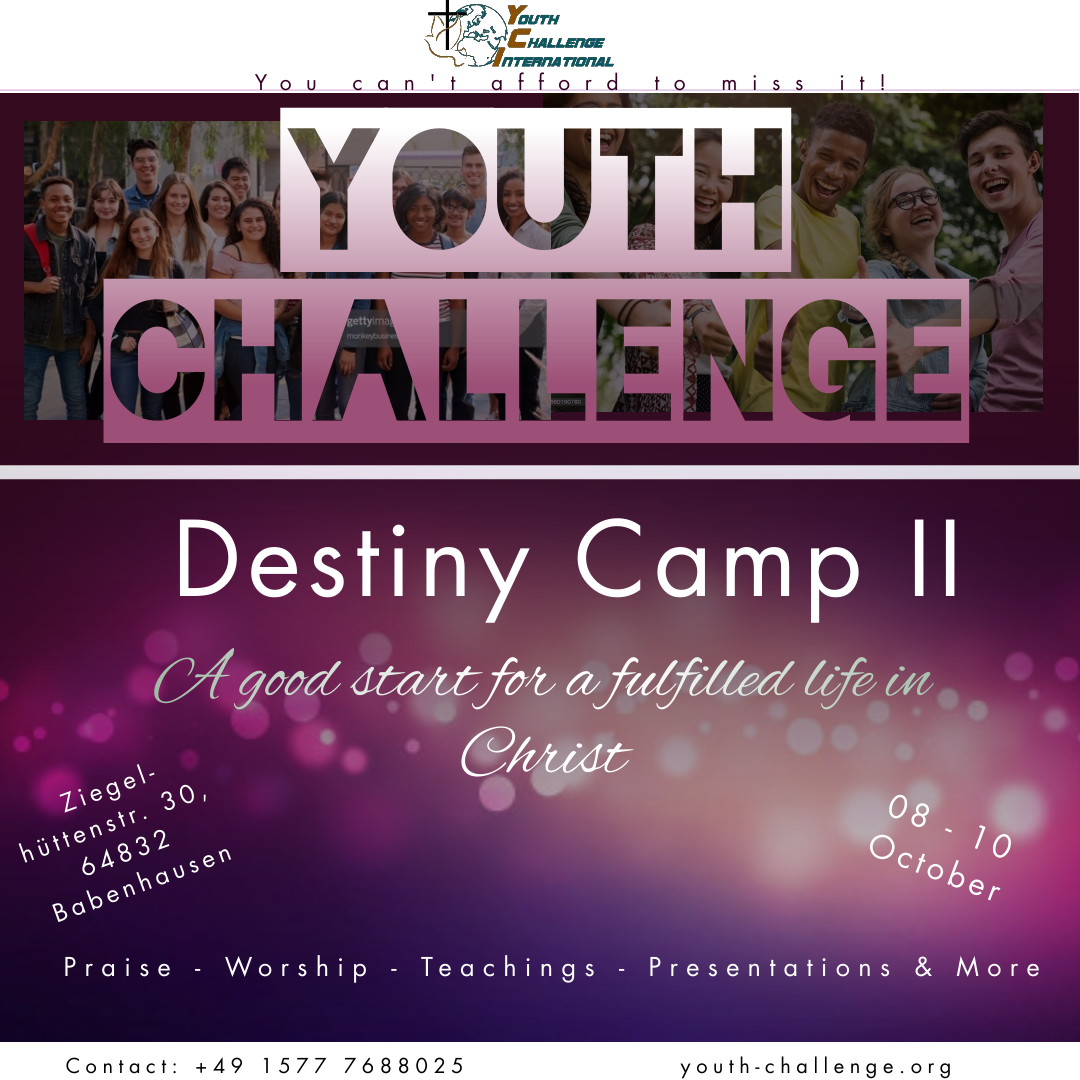 Youth
Challenge
International
You can't afford to miss it!
YOUTH
CHALLENGE
Destiny Camp II
A good start for a fulfilled life in
Christ
Ziegel-
hüttenstr. 30,
64832
Babenhausen
08 - 10
October
Praise - Worship - Teachings - Presentations & More
Contact: +49 1577 7688025
youth-challenge.org